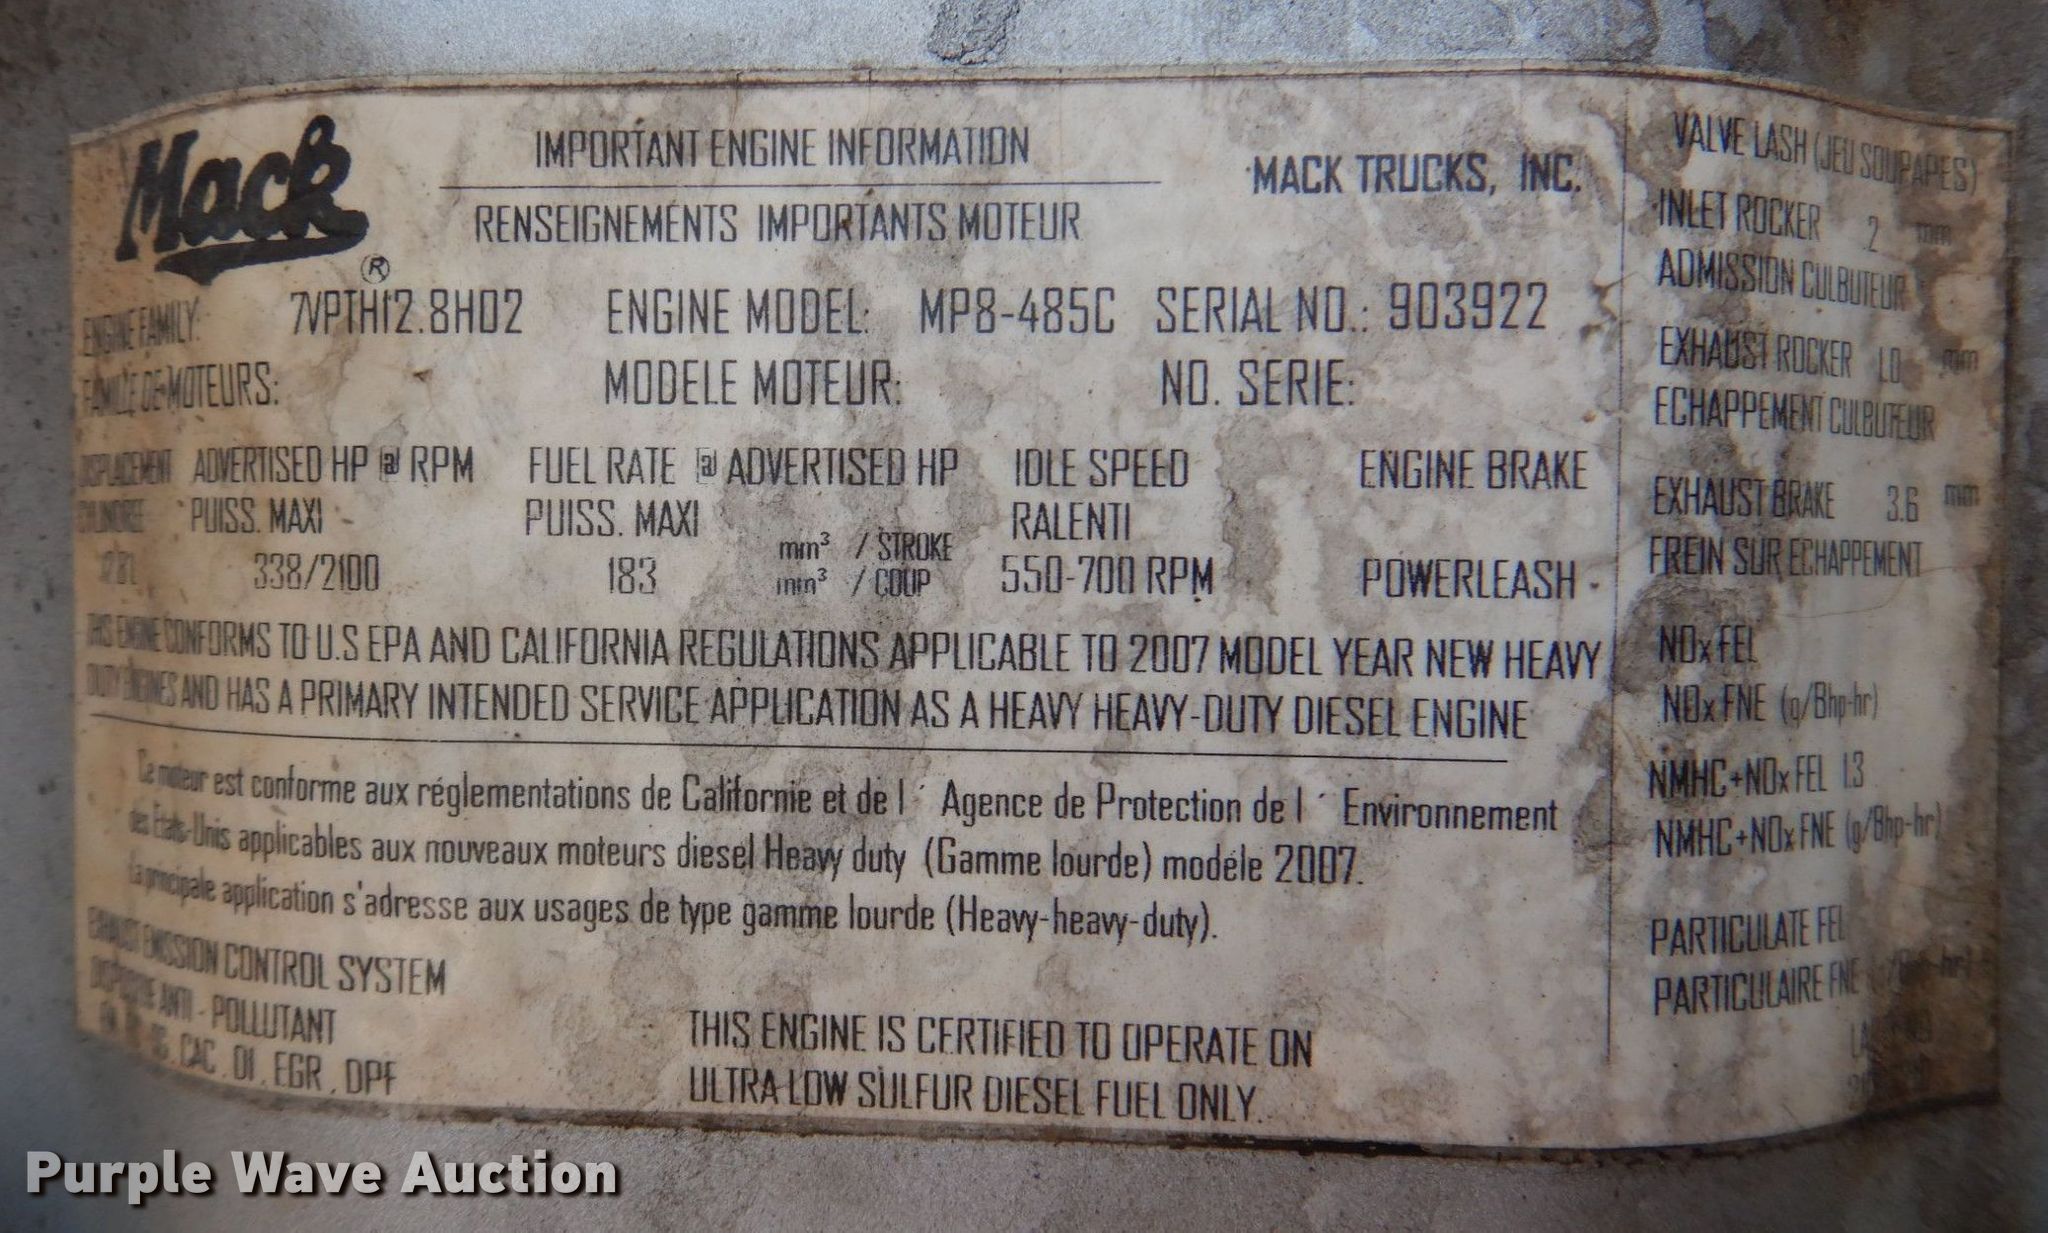 Mack ®
IMPORTANT ENGINE INFORMATION
RENSEIGNEMENTS IMPORTANTS MOTEUR
MACK TRUCKS, INC.
ENGINE FAMILY: 7VPTH12.8H02 ENGINE MODEL: MP8-485C SERIAL NO.: 903922
FAMILLE DE MOTEURS: MODELE MOTEUR: NO. SERIE:
DISPLACEMENT ADVERTISED HP @ RPM FUEL RATE @ ADVERTISED HP IDLE SPEED ENGINE BRAKE
CYLINDREE PUISS. MAXI - PUISS. MAXI RALENTI
mm³ / STROKE
338/2100 183 mm³ / COUP 550-700 RPM POWERLEASH
THIS ENGINE CONFORMS TO U.S EPA AND CALIFORNIA REGULATIONS APPLICABLE TO 2007 MODEL YEAR NEW HEAVY
DUTY ENGINES AND HAS A PRIMARY INTENDED SERVICE APPLICATION AS A HEAVY HEAVY-DUTY DIESEL ENGINE
Ce moteur est conforme aux réglementations de Californie et de l ´ Agence de Protection de l ´ Environnement
des Etats-Unis applicables aux nouveaux moteurs diesel Heavy duty (Gamme lourde) modéle 2007.
La principale application s'adresse aux usages de type gamme lourde (Heavy-heavy-duty).
EXHAUST EMISSION CONTROL SYSTEM
DISPOSITIF ANTI - POLLUTANT
CAC , DI , EGR , DPF
THIS ENGINE IS CERTIFIED TO OPERATE ON
ULTRA LOW SULFUR DIESEL FUEL ONLY.
VALVE LASH (JEU SOUPAPES)
INLET ROCKER .2 mm
ADMISSION CULBUTEUR
EXHAUST ROCKER 1.0 mm
ECHAPPEMENT CULBUTEUR
EXHAUST BRAKE 3.6 mm
FREIN SUR ECHAPPEMENT
NOx FEL
NOx FNE (g/Bhp-hr)
NMHC+NOx FEL 1.3
NMHC+NOx FNE (g/Bhp-hr)
PARTICULATE FEL
PARTICULAIRE FNE
Purple Wave Auction